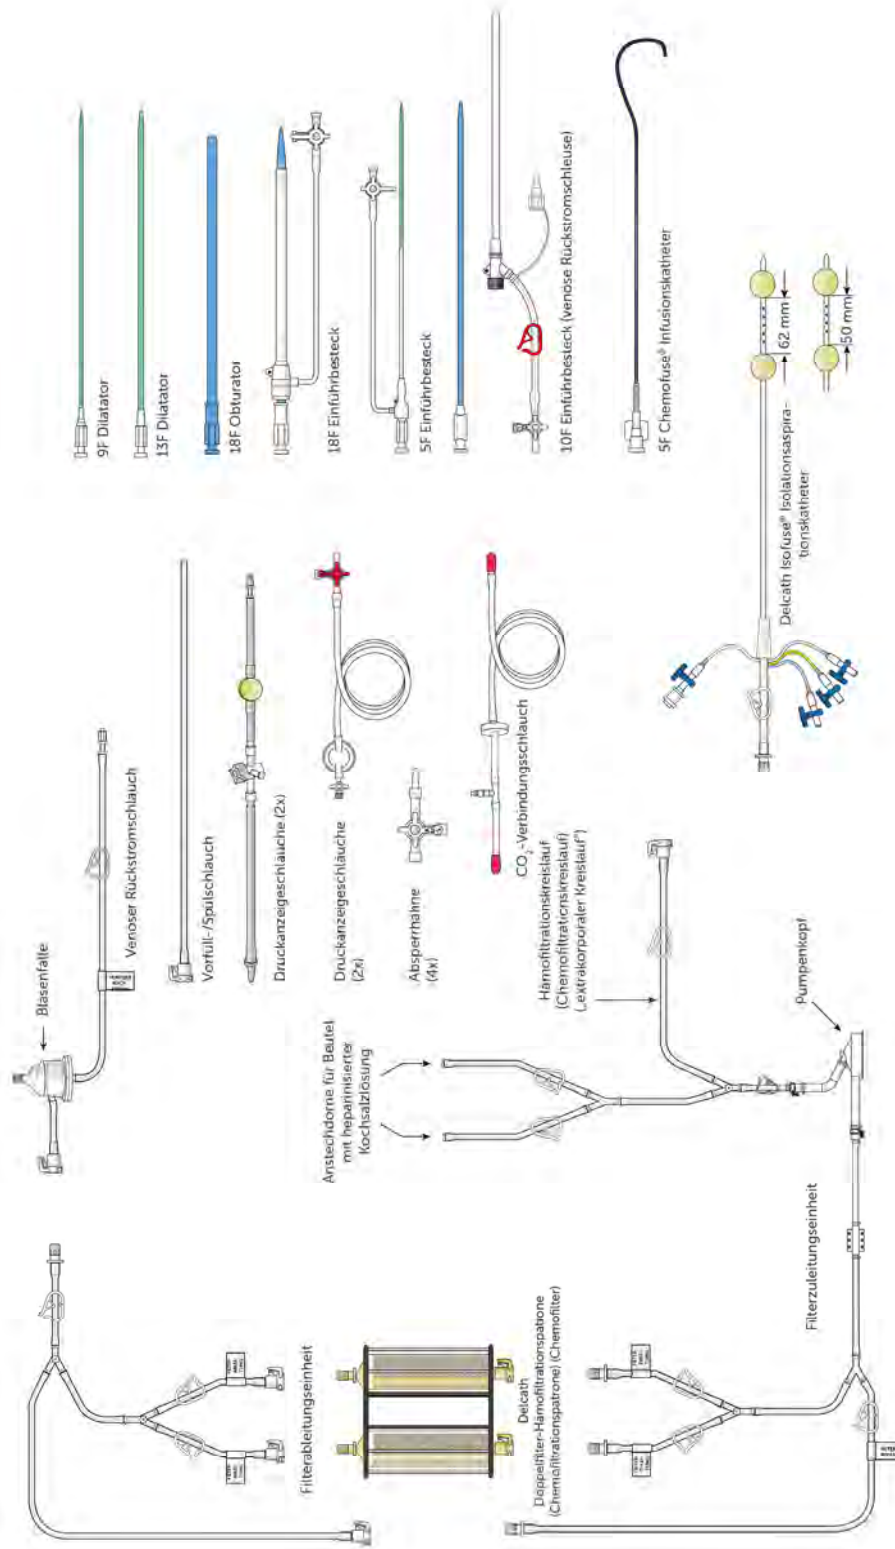 Blasenfalle
Venöser Rückstromschlauch
Vorfüll-/Spülschlauch
Druckanzeigeschläuche (2x)
Druckanzeigeschläuche
(2x)
Absperrhähne
(4x)
CO₂-Verbindungsschlauch
9F Dilatator
13F Dilatator
18F Obturator
18F Einführbesteck
5F Einführbesteck
10F Einführbesteck (venöse Rückstromschleuse)
5F Chemofuse® Infusionskatheter
Filterableitungseinheit
Delcath
Doppelfilter-Hämofiltrationspatrone
(Chemofiltrationspatrone) (Chemofilter)
Anstechdorne für Beutel
mit heparinisierter
Kochsalzlösung
Hämofiltrationskreislauf
(Chemofiltrationskreislauf)
(„extrakorporaler Kreislauf“)
Filterzuleitungseinheit
Pumpenkopf
Delcath Isofuse® Isolationsaspira-
tionskatheter
62 mm
50 mm